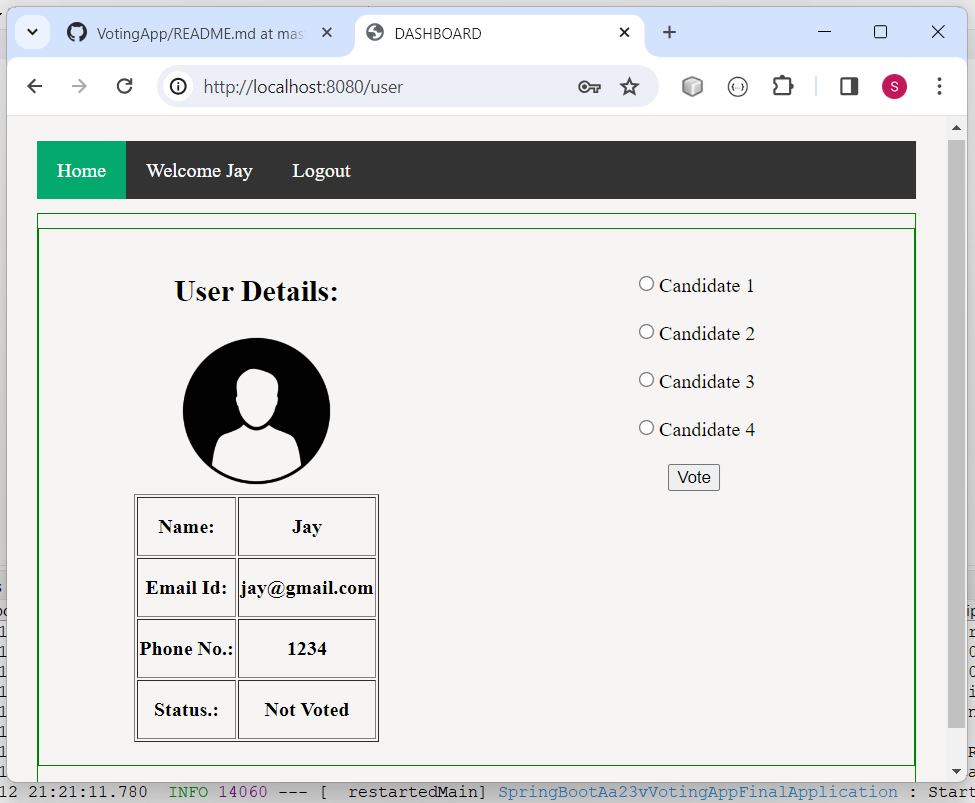 VotingApp/README.md at mas
DASHBOARD
http://localhost:8080/user
S
Home Welcome Jay Logout
User Details:
Candidate 1
Candidate 2
Candidate 3
Candidate 4
Vote
Name: Jay
Email Id: jay@gmail.com
Phone No.: 1234
Status.: Not Voted
12 21:21:11.780 INFO 14060 --- [ restartedMain] SpringBootAa23vVotingAppFinalApplication : Start